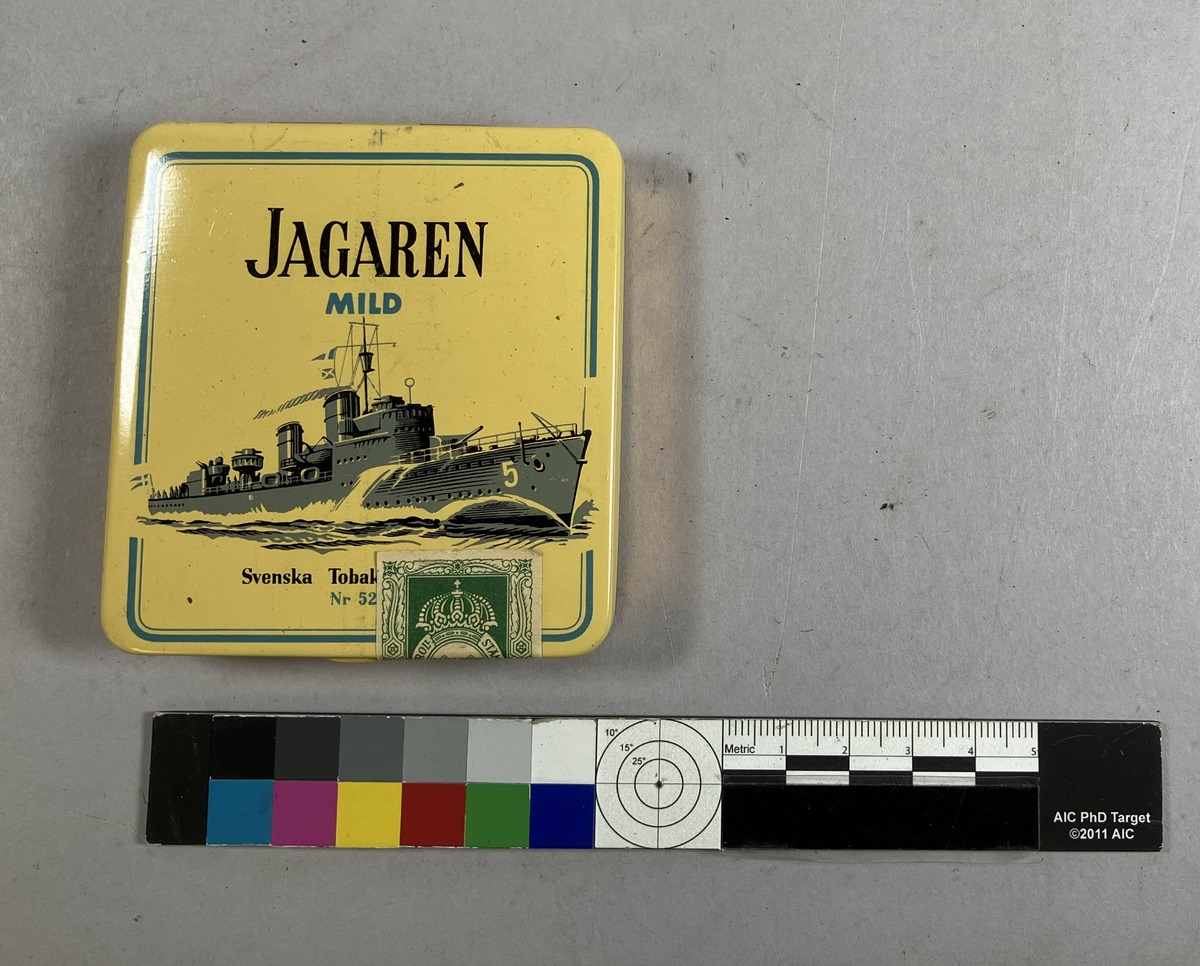 JAGAREN
MILD
5
Svenska Tobak
Nr 52
10°
15°
25°
Metric 1 2 3 4 5
AIC PhD Target
©2011 AIC